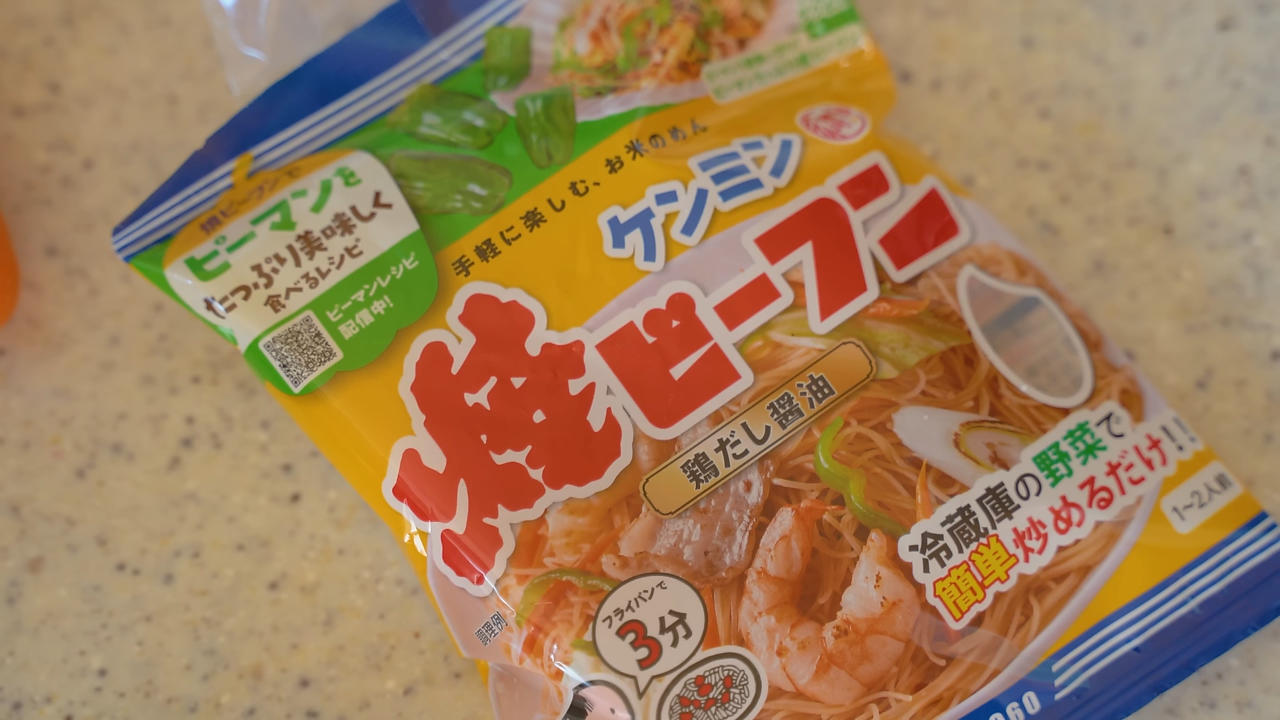 焼ビーフンで
ピーマンを
たっぷり美味しく
食べるレシピ
ピーマンレシピ
配信中!
手軽に楽しむ、お米のめん
ケンミン
焼ビーフン
鶏だし醤油
冷蔵庫の野菜で
簡単炒めるだけ!!
1~2人前
調理例
フライパンで
3分